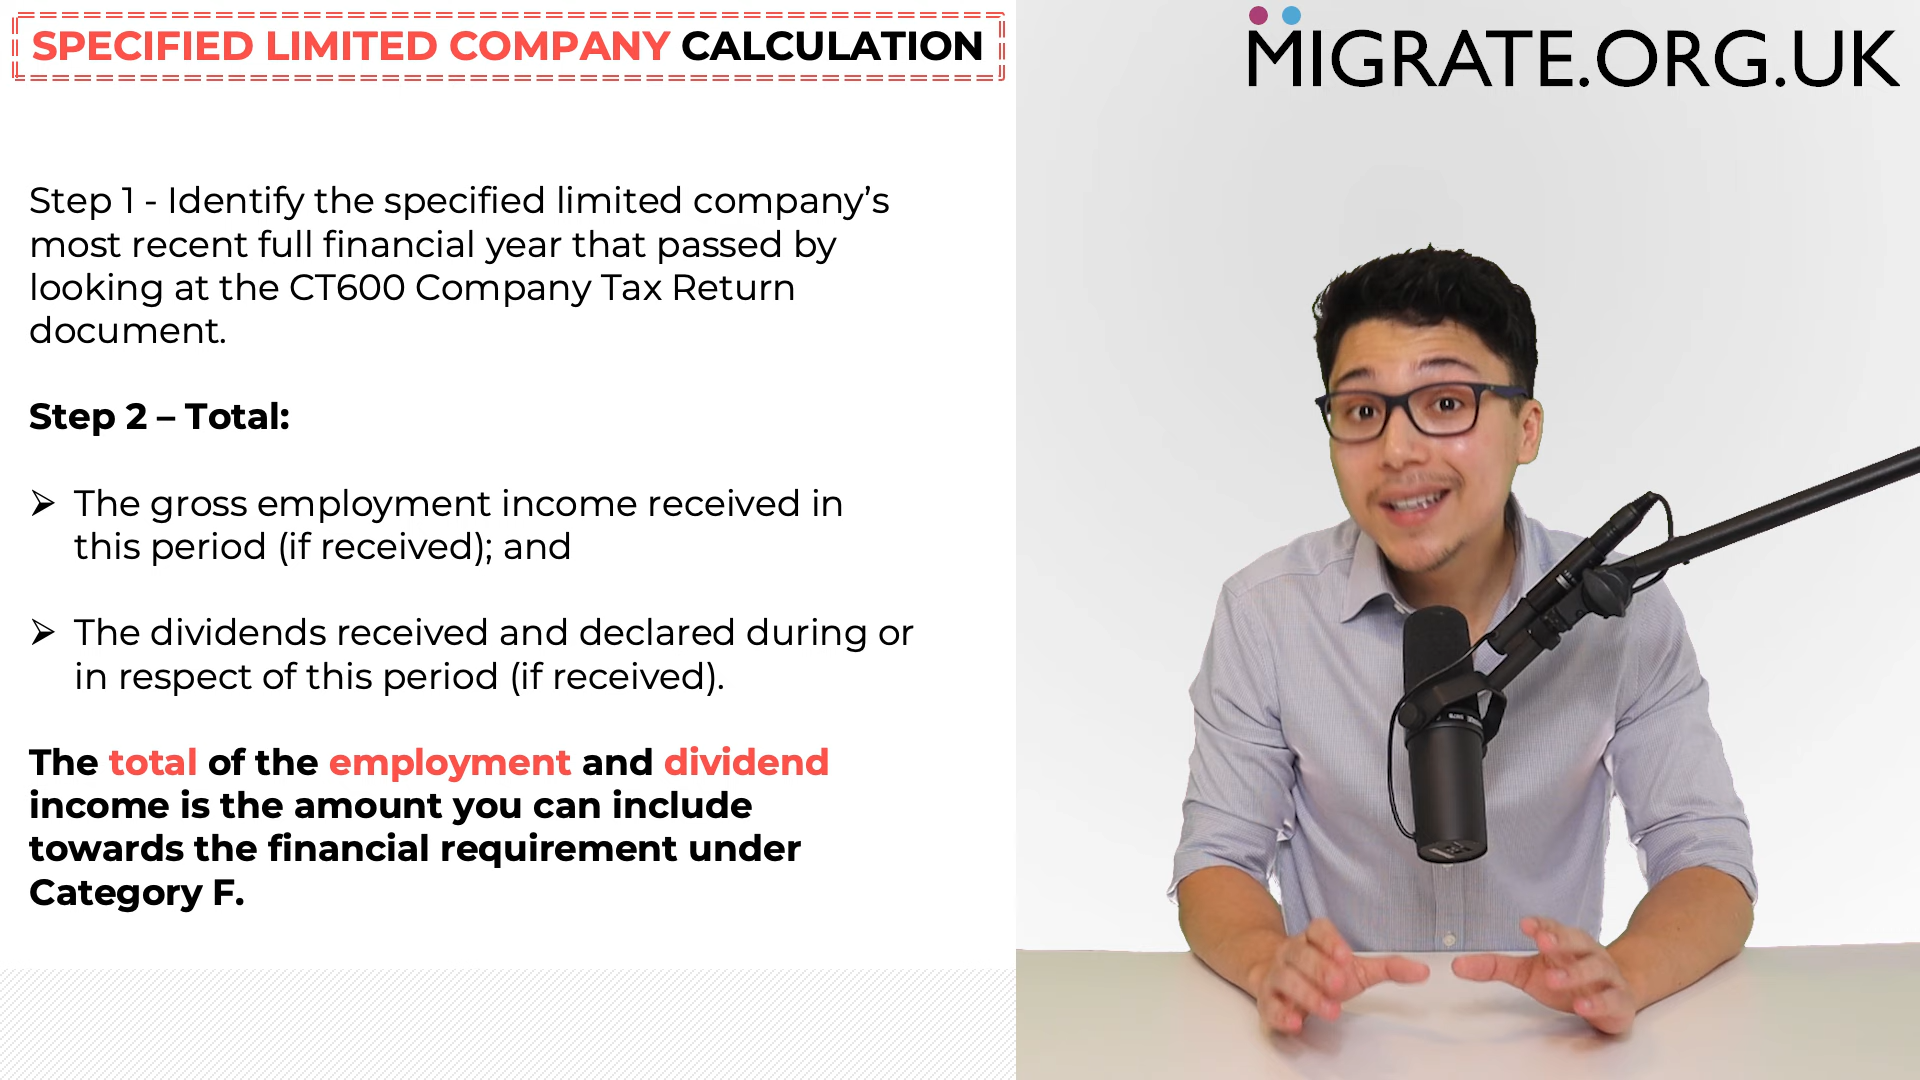 SPECIFIED LIMITED COMPANY CALCULATION
MIGRATE.ORG.UK
Step 1 - Identify the specified limited company’s
most recent full financial year that passed by
looking at the CT600 Company Tax Return
document.
Step 2 – Total:
➢ The gross employment income received in
this period (if received); and
➢ The dividends received and declared during or
in respect of this period (if received).
The total of the employment and dividend
income is the amount you can include
towards the financial requirement under
Category F.